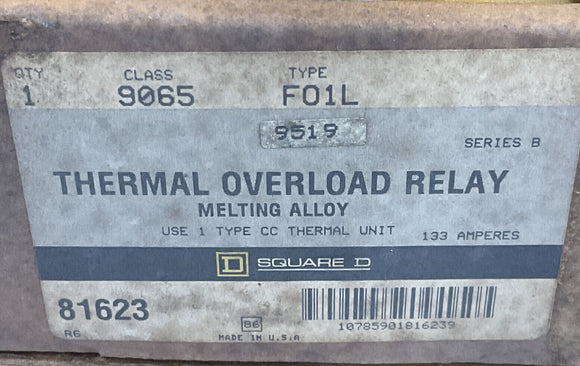 QTY CLASS TYPE
1 9065 FO1L
9519
SERIES B
THERMAL OVERLOAD RELAY
MELTING ALLOY
USE 1 TYPE CC THERMAL UNIT 133 AMPERES
D SQUARE D
81623
R6 86 MADE IN U.S.A 10785901816239